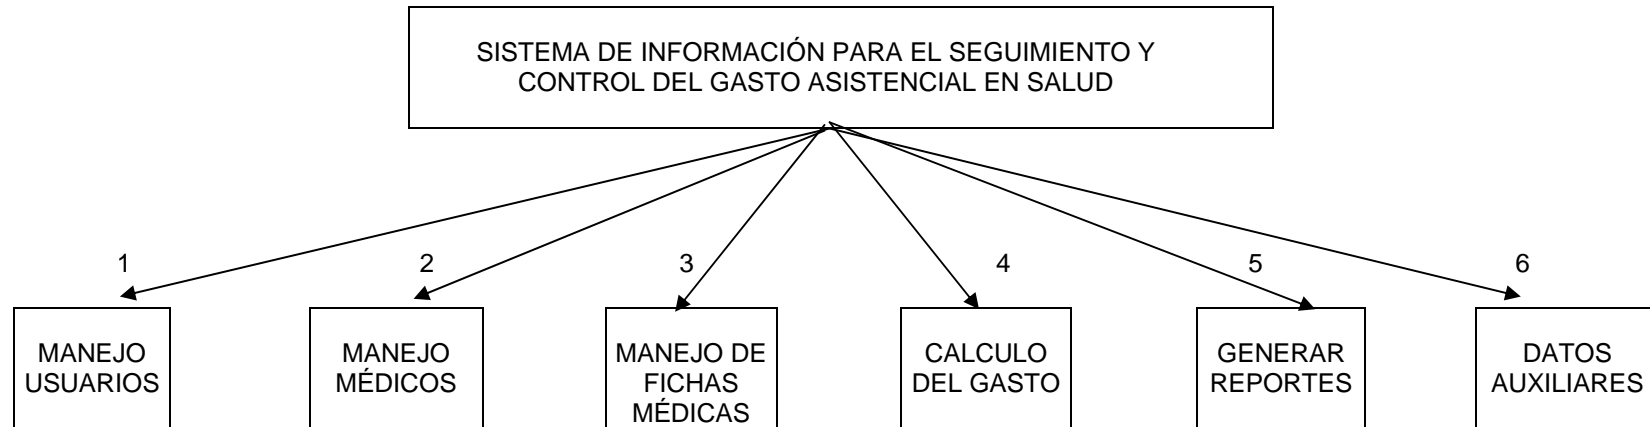 SISTEMA DE INFORMACIÓN PARA EL SEGUIMIENTO Y
CONTROL DEL GASTO ASISTENCIAL EN SALUD
1
2
3
4
5
6
MANEJO
USUARIOS
MANEJO
MÉDICOS
MANEJO DE
FICHAS
MÉDICAS
CALCULO
DEL GASTO
GENERAR
REPORTES
DATOS
AUXILIARES